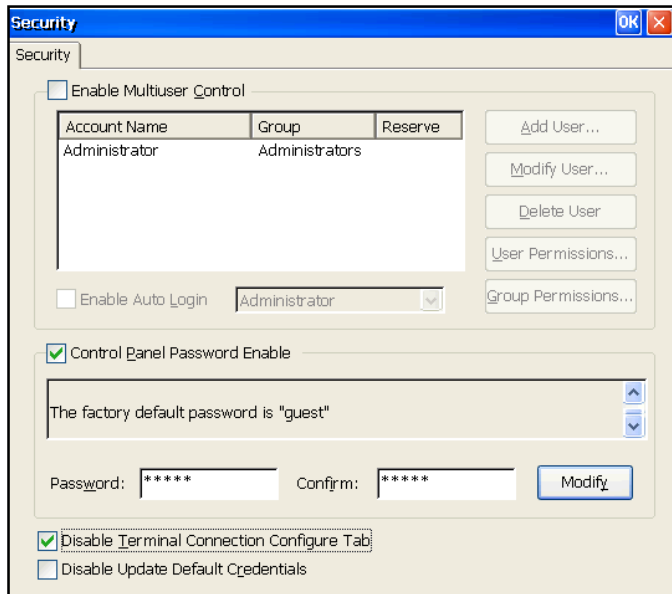 Security OK
Security
Enable Multiuser Control
Account Name Group Reserve
Administrator Administrators
Add User...
Modify User...
Delete User
User Permissions...
Enable Auto Login Administrator
Group Permissions...
Control Panel Password Enable
The factory default password is "guest"
Password: ***** Confirm: ***** Modify
Disable Terminal Connection Configure Tab
Disable Update Default Credentials